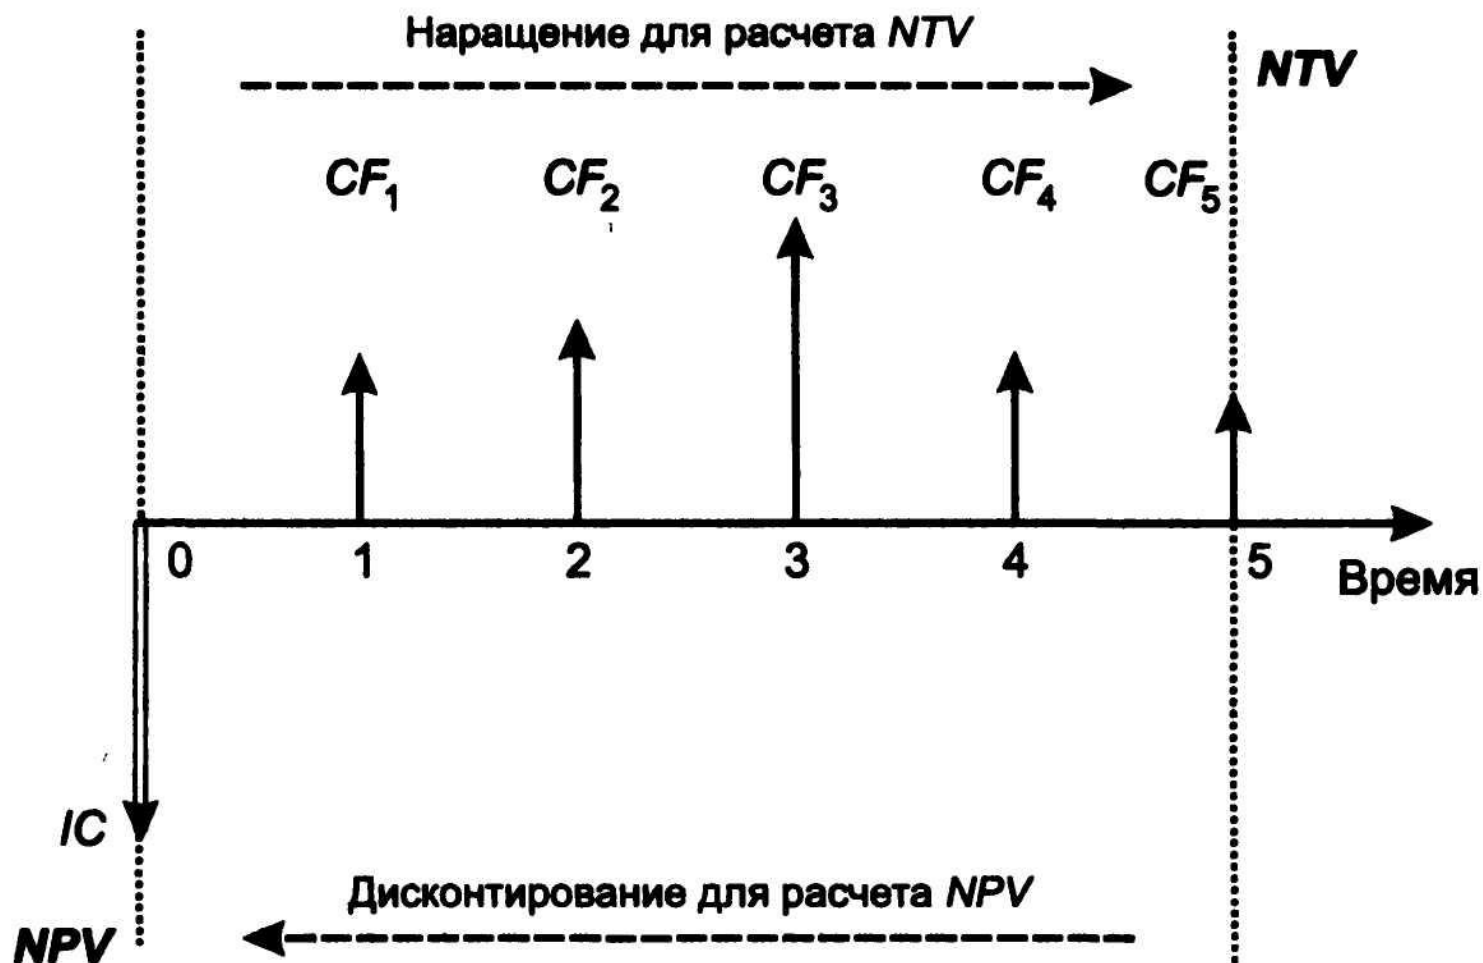 Наращение для расчета NTV
NTV
CF₁ CF₂ CF₃ CF₄ CF₅
0 1 2 3 4 5
Время
IC
Дисконтирование для расчета NPV
NPV